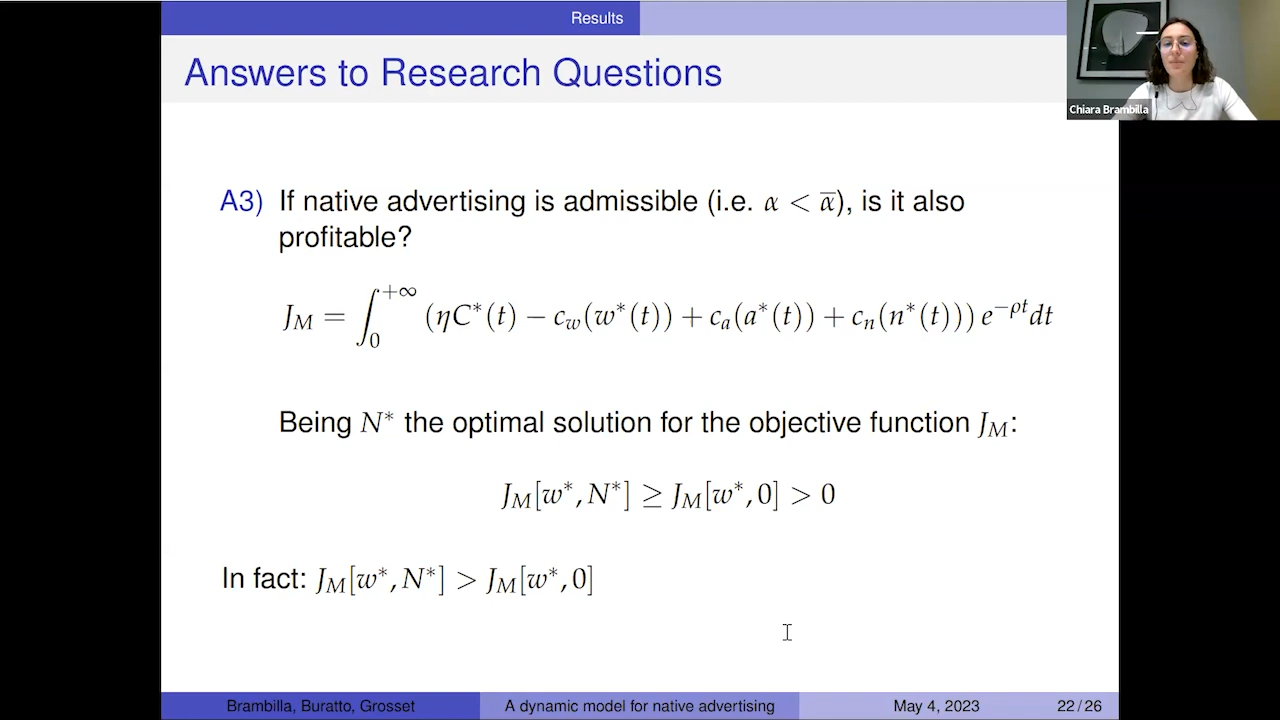 Results
Answers to Research Questions
Chiara Brambilla
A3) If native advertising is admissible (i.e. α < α̅), is it also
profitable?
J_M = ∫_0^{+∞} (ηC*(t) − c_w(w*(t)) + c_a(a*(t)) + c_n(n*(t))) e^{−ρt} dt
Being N* the optimal solution for the objective function J_M:
J_M[w*, N*] ≥ J_M[w*, 0] > 0
In fact: J_M[w*, N*] > J_M[w*, 0]
Brambilla, Buratto, Grosset A dynamic model for native advertising May 4, 2023 22 / 26